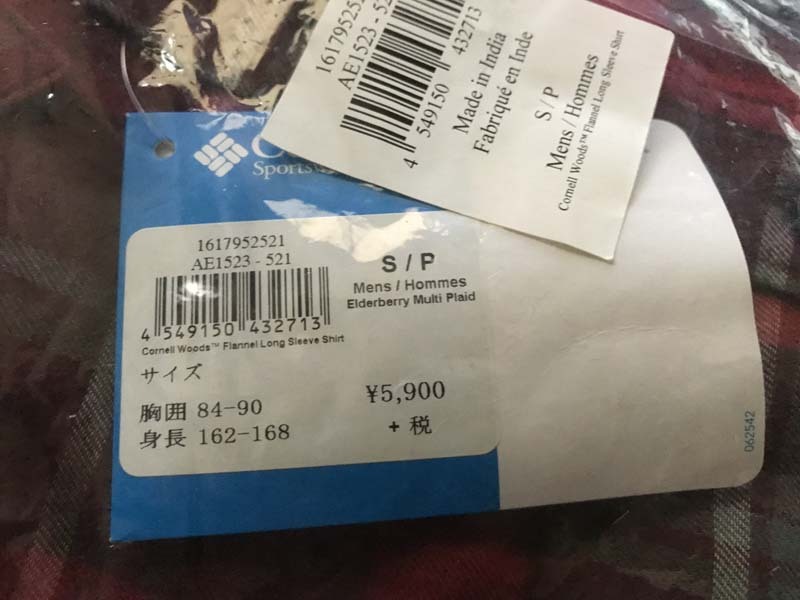 1617952521
AE1523-521
4 549150 432713
Made in India
Fabriqué en Inde
S / P
Mens / Hommes
Cornell Woods™ Flannel Long Sleeve Shirt
1617952521
AE1523-521
4 549150 432713
Cornell Woods™ Flannel Long Sleeve Shirt
S / P
Mens / Hommes
Elderberry Multi Plaid
サイズ
胸囲 84-90
身長 162-168
¥5,900
+ 税
062542